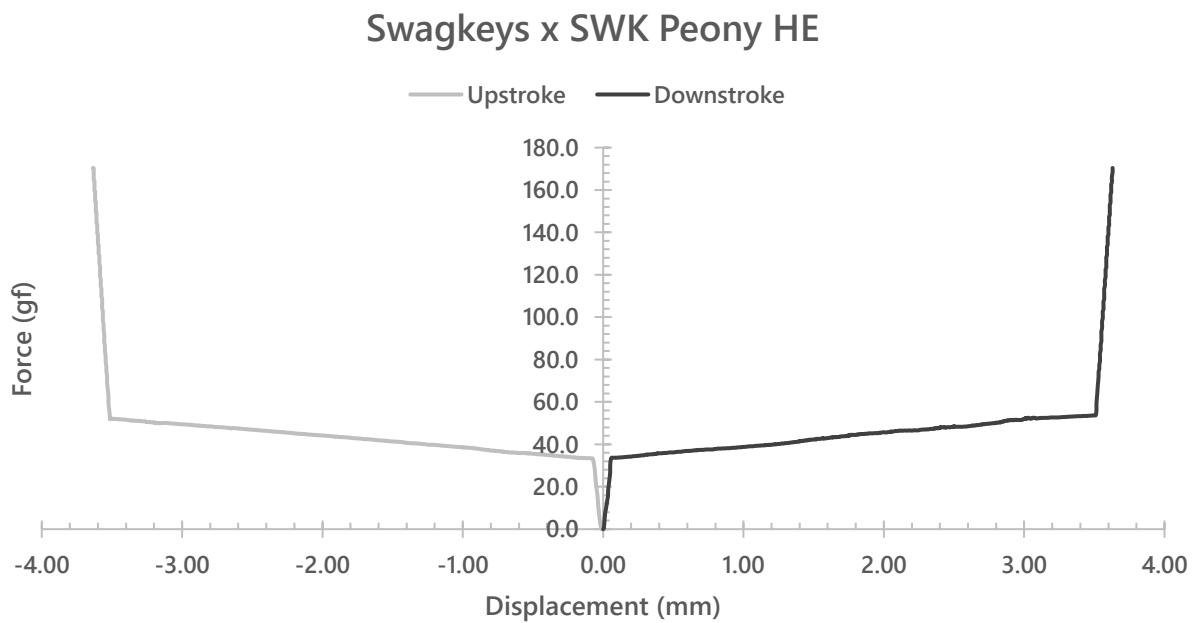 Swagkeys x SWK Peony HE
Upstroke Downstroke
180.0
160.0
140.0
120.0
100.0
80.0
60.0
40.0
20.0
0.0
Force (gf)
-4.00 -3.00 -2.00 -1.00 0.00 1.00 2.00 3.00 4.00
Displacement (mm)